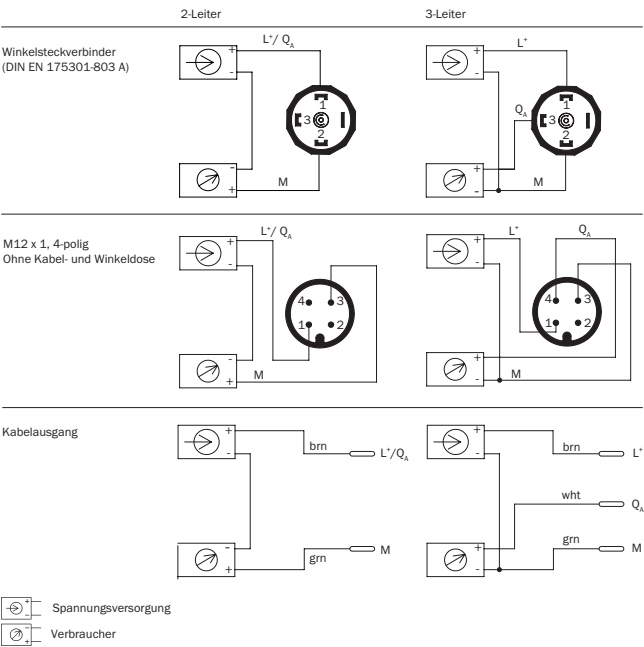 2-Leiter 3-Leiter
Winkelsteckverbinder
(DIN EN 175301-803 A)
+ L⁺/ Q_A
-
1
3
2
-
+ M
+ L⁺
-
Q_A
1
3
2
+
- M
M12 x 1, 4-polig
Ohne Kabel- und Winkeldose
+ L⁺/ Q_A
-
4 3
1 2
-
+ M
+ L⁺ Q_A
-
4 3
1 2
+
- M
Kabelausgang
+ brn L⁺/Q_A
-
-
+ grn M
+ brn L⁺
-
wht Q_A
+ grn M
-
+ Spannungsversorgung
-
- Verbraucher
+